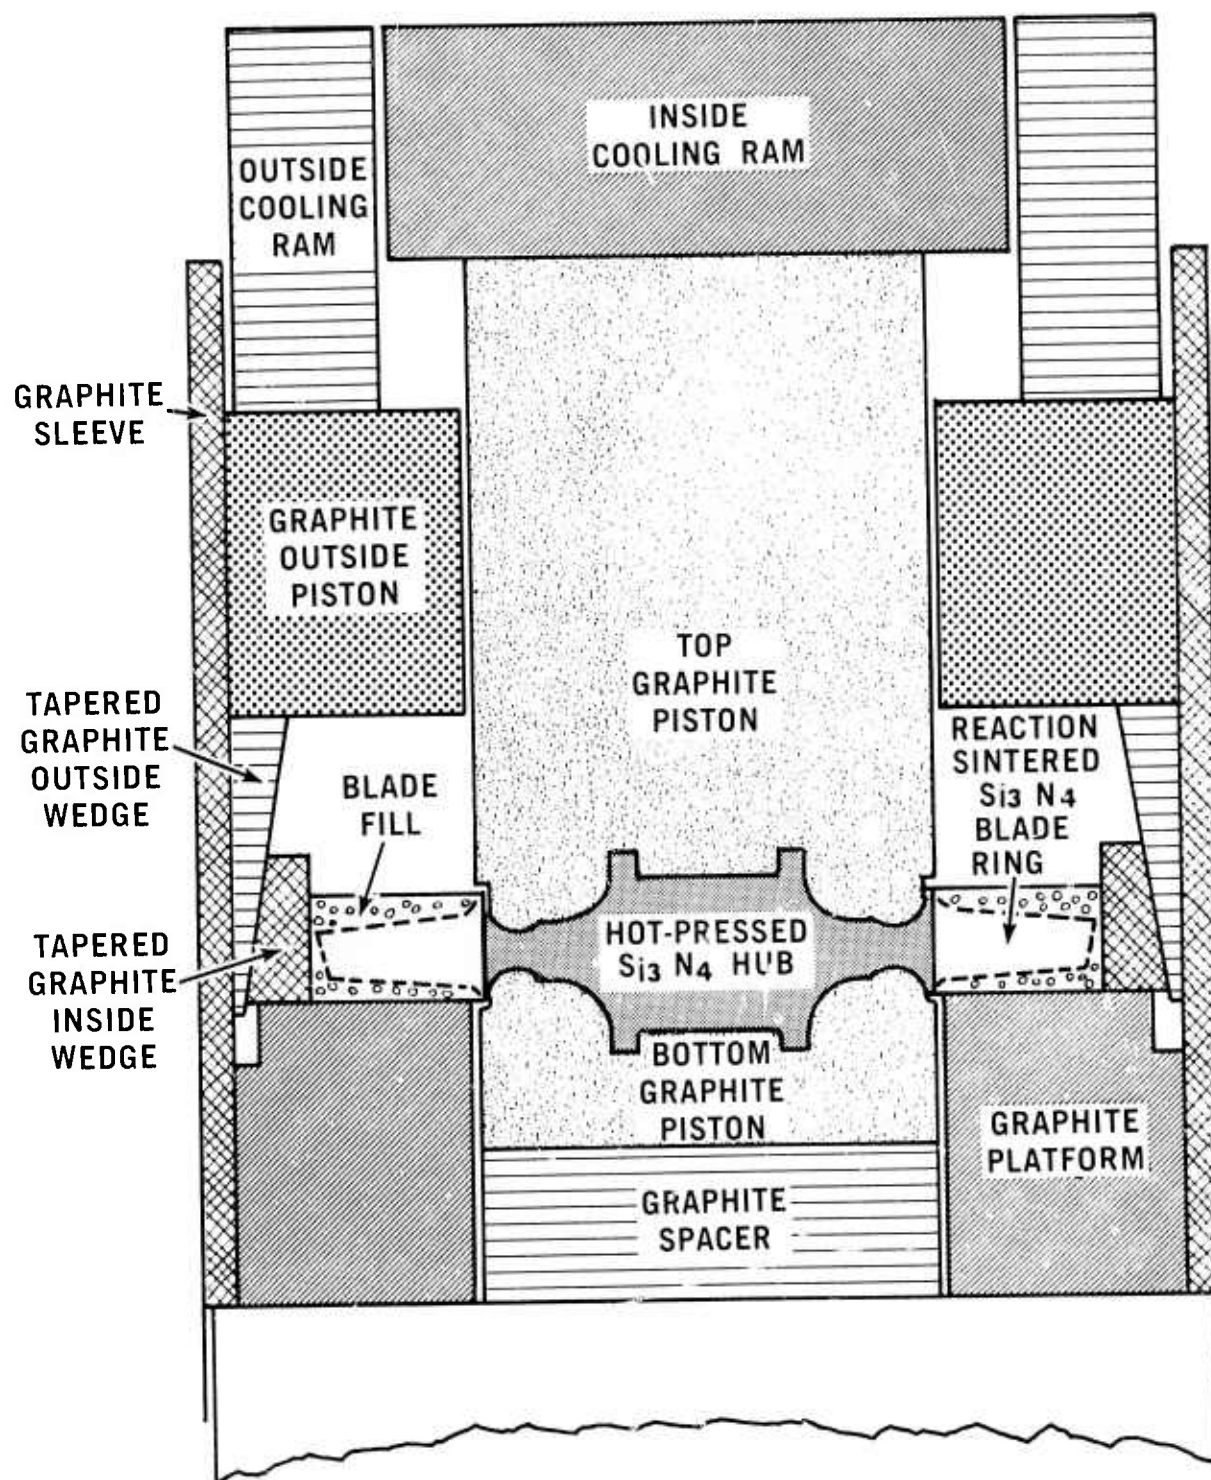 INSIDE
COOLING RAM
OUTSIDE
COOLING
RAM
GRAPHITE
SLEEVE
GRAPHITE
OUTSIDE
PISTON
TOP
GRAPHITE
PISTON
TAPERED
GRAPHITE
OUTSIDE
WEDGE
BLADE
FILL
REACTION
SINTERED
Si3 N4
BLADE
RING
HOT-PRESSED
Si3 N4 HUB
TAPERED
GRAPHITE
INSIDE
WEDGE
BOTTOM
GRAPHITE
PISTON
GRAPHITE
PLATFORM
GRAPHITE
SPACER